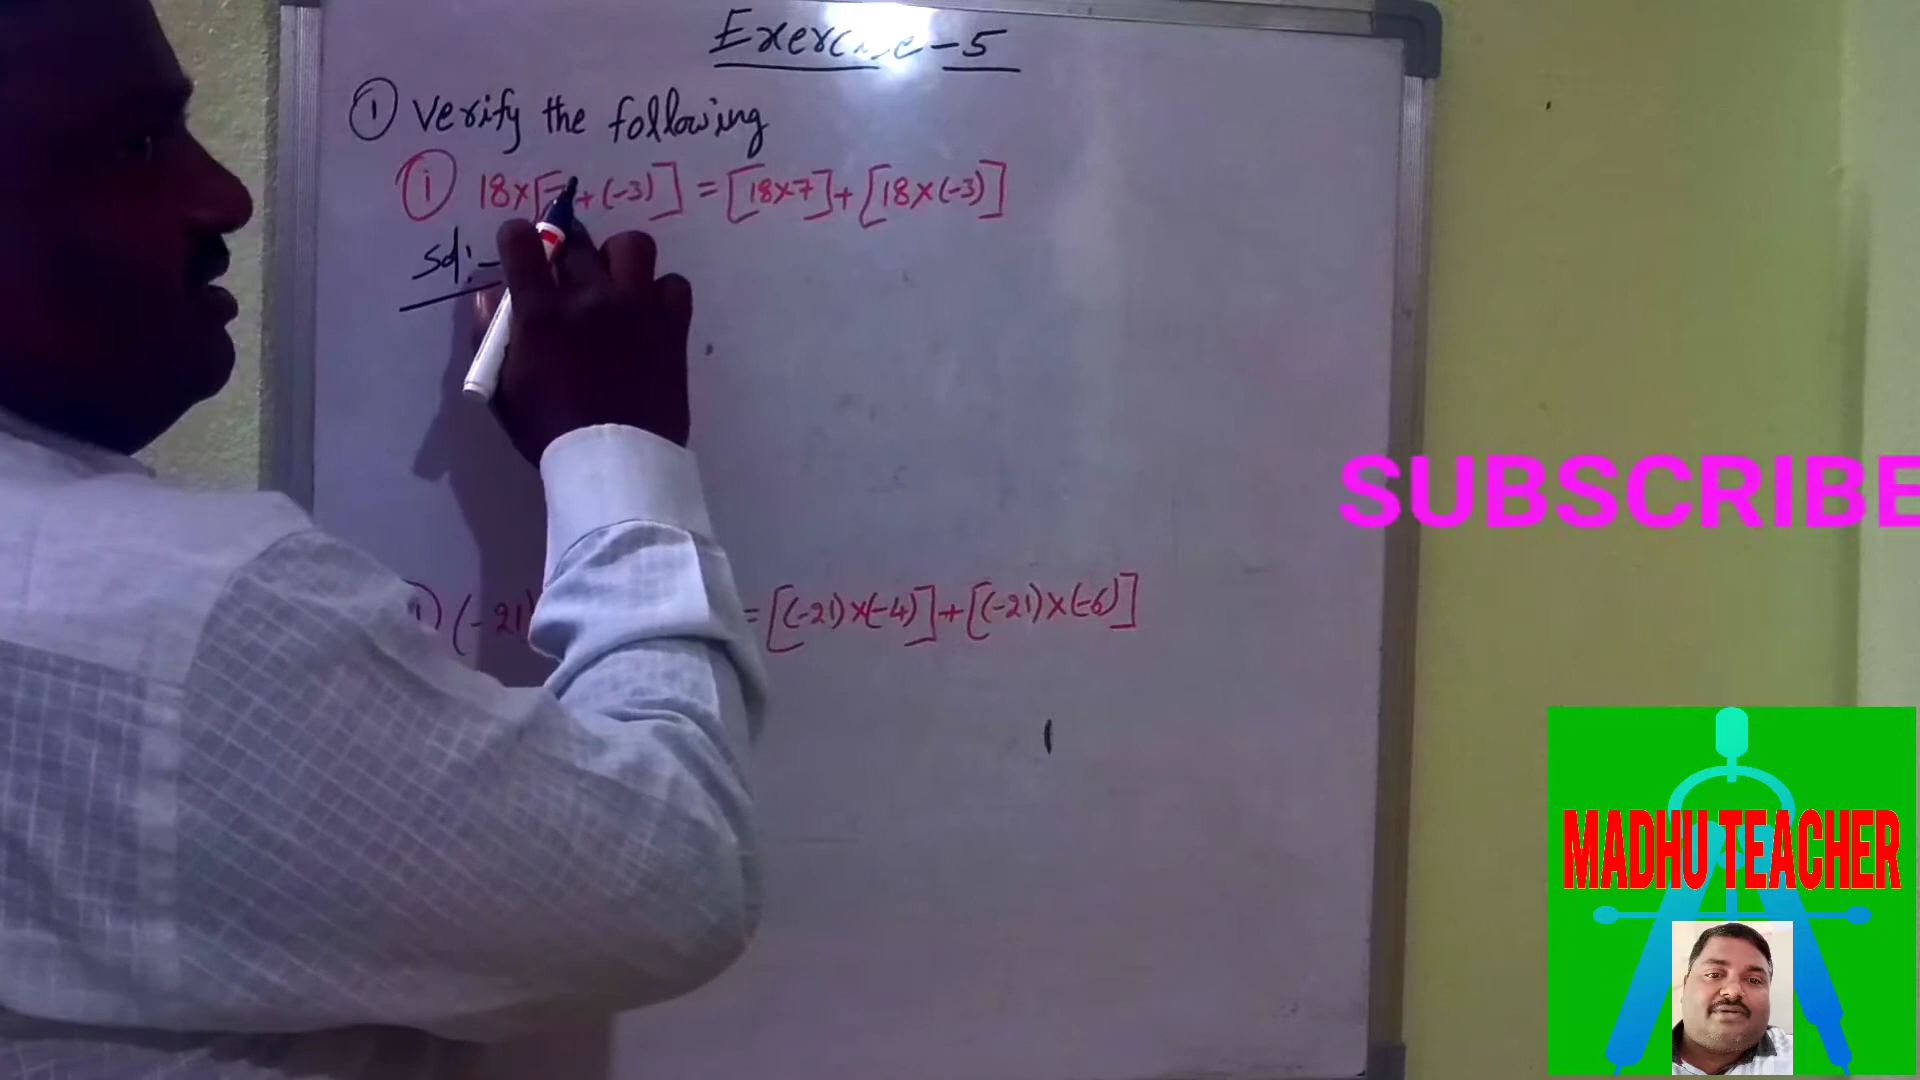 Exercise-5
① Verify the following
ⓘ 18×[7+(-3)] = [18×7]+[18×(-3)]
Sol:-
(-21) = [(-21)×(-4)]+[(-21)×(-6)]
SUBSCRIBE
MADHU TEACHER